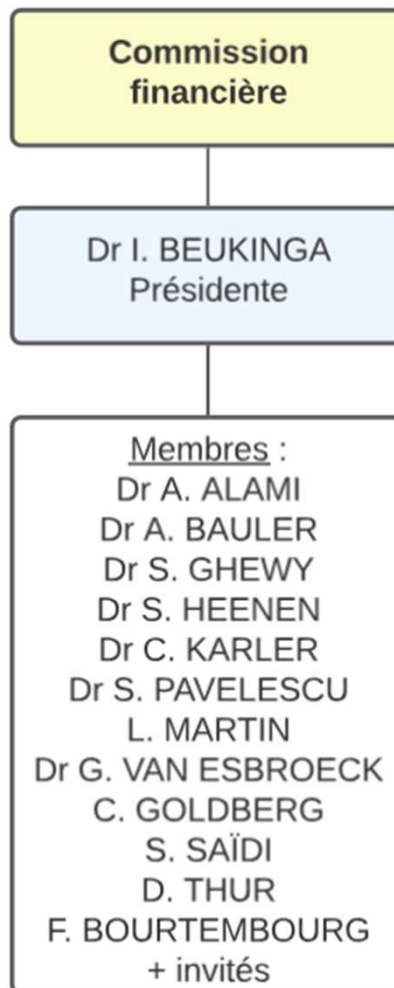 Commission
financière
Dr I. BEUKINGA
Présidente
Membres :
Dr A. ALAMI
Dr A. BAULER
Dr S. GHEWY
Dr S. HEENEN
Dr C. KARLER
Dr S. PAVELESCU
L. MARTIN
Dr G. VAN ESBROECK
C. GOLDBERG
S. SAÏDI
D. THUR
F. BOURTEMBOURG
+ invités